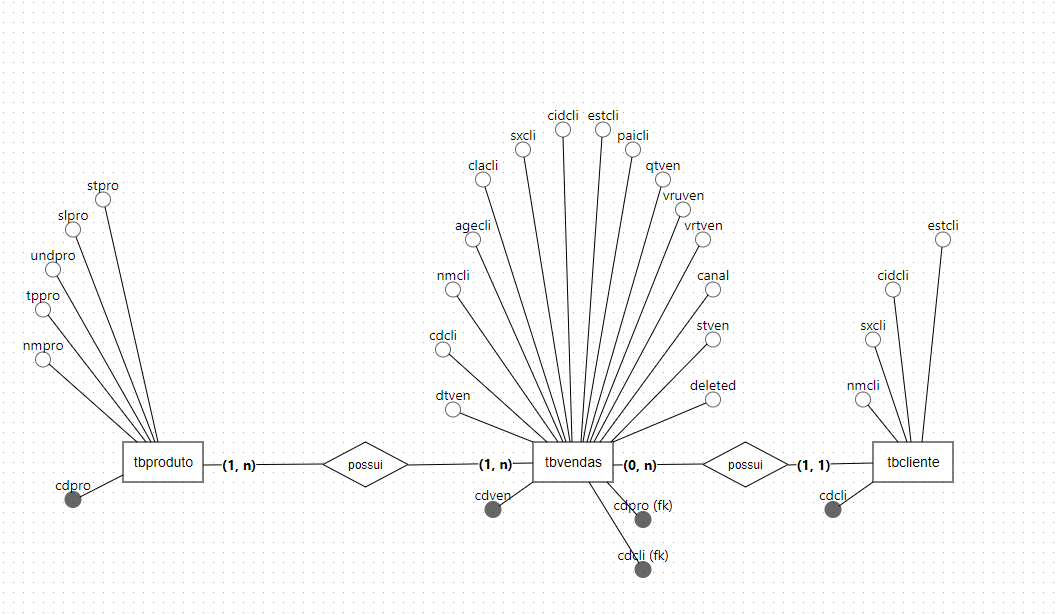 cidcli
estcli
sxcli
paicli
clacli
qtven
stpro
vruven
slpro
agecli
vrtven
estcli
undpro
nmcli
canal
cidcli
tppro
cdcli
stven
sxcli
nmpro
dtven
deleted
nmcli
tbproduto
(1, n)
possui
(1, n)
tbvendas
(0, n)
possui
(1, 1)
tbcliente
cdpro
cdven
cdpro (fk)
cdcli
cdcli (fk)